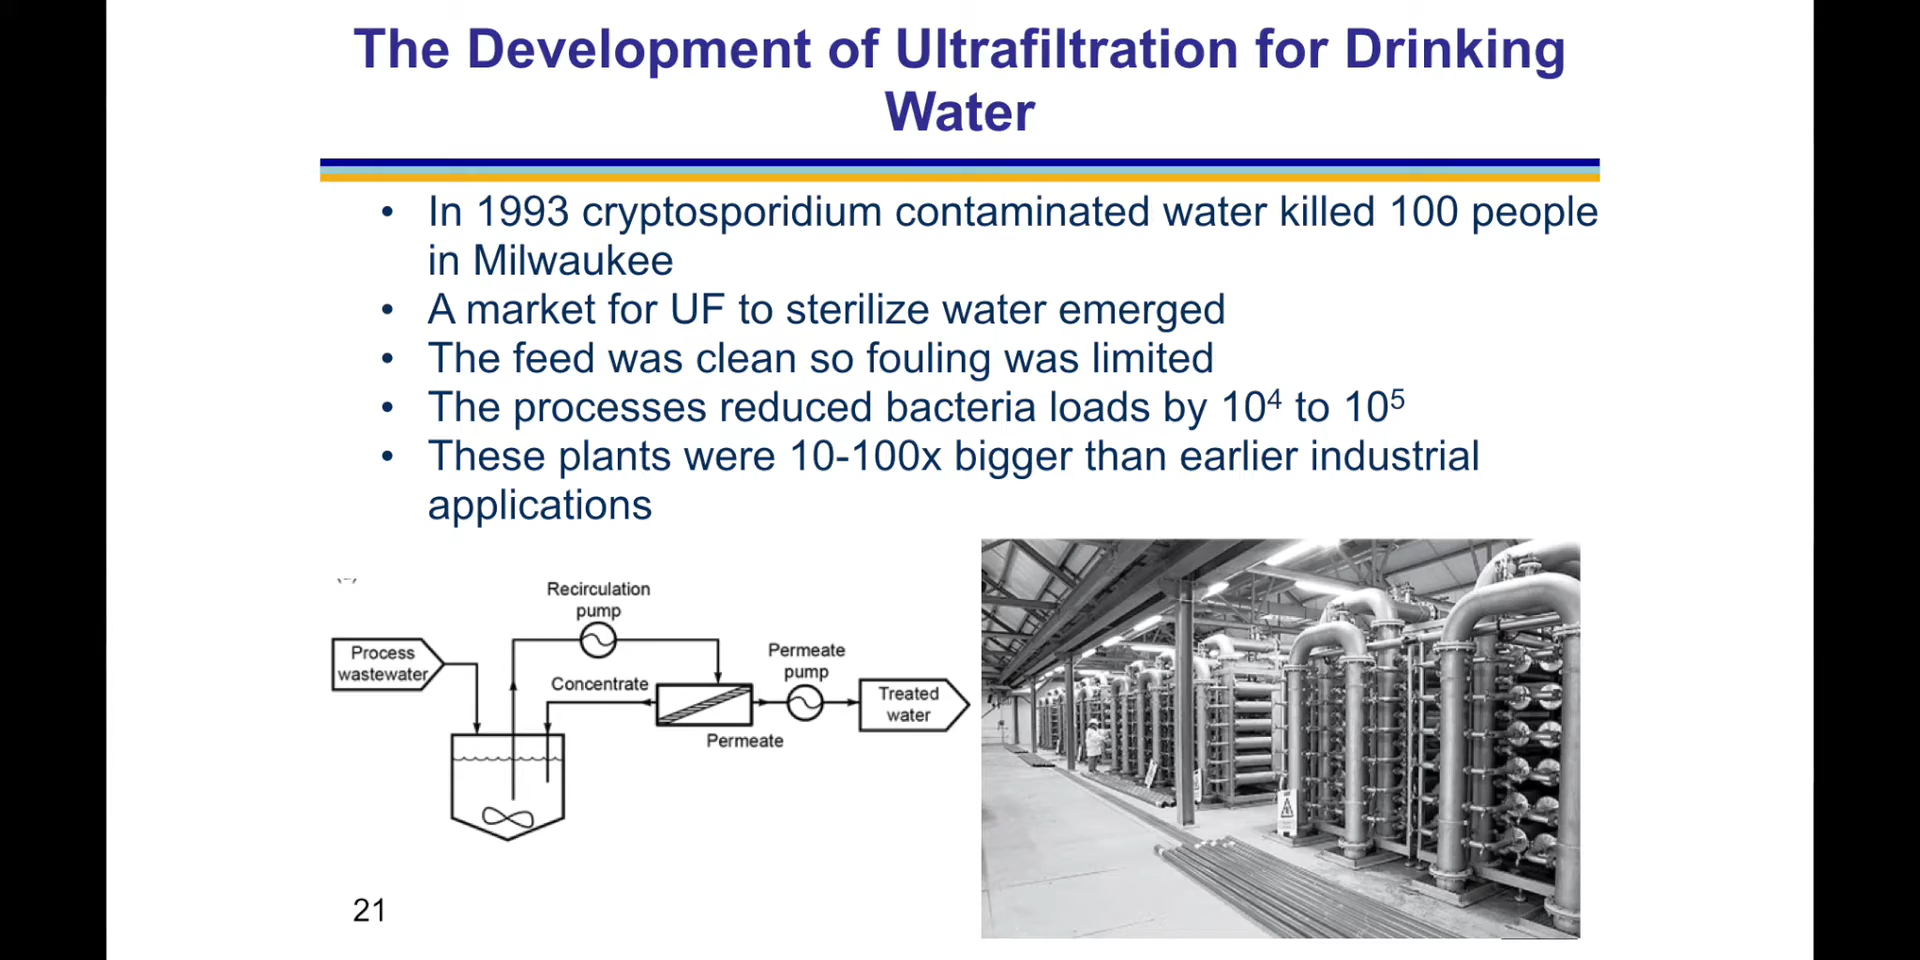 The Development of Ultrafiltration for Drinking
Water
• In 1993 cryptosporidium contaminated water killed 100 people
in Milwaukee
• A market for UF to sterilize water emerged
• The feed was clean so fouling was limited
• The processes reduced bacteria loads by 10⁴ to 10⁵
• These plants were 10-100x bigger than earlier industrial
applications
Recirculation
pump
Process
wastewater
Concentrate
Permeate
pump
Treated
water
Permeate
21